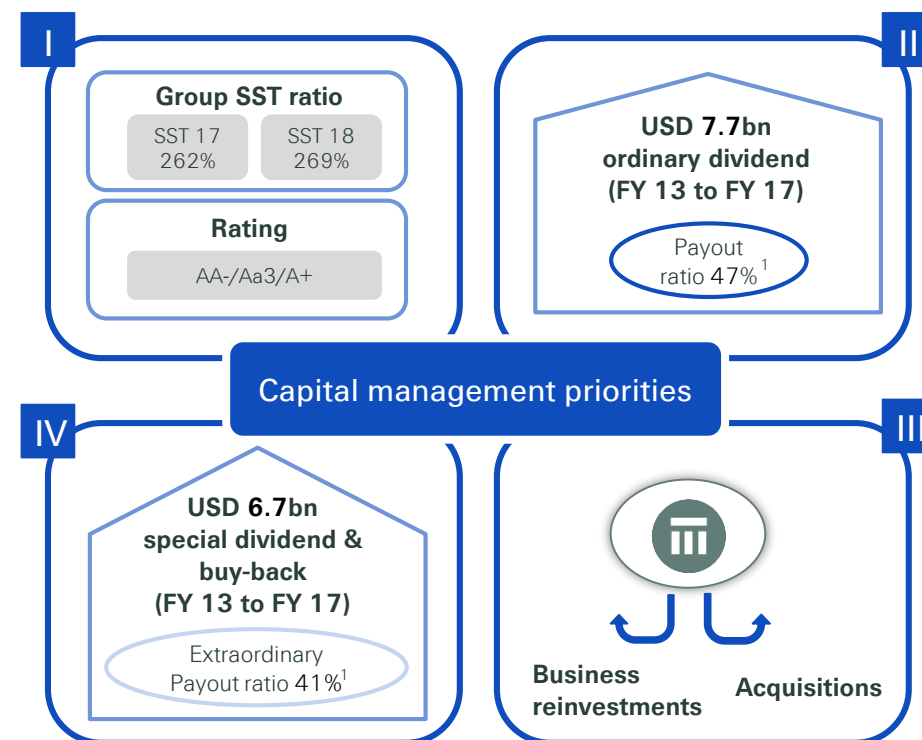 I
Group SST ratio
SST 17
262%
SST 18
269%
Rating
AA-/Aa3/A+
II
USD 7.7bn
ordinary dividend
(FY 13 to FY 17)
Payout
ratio 47%1
Capital management priorities
IV
USD 6.7bn
special dividend &
buy-back
(FY 13 to FY 17)
Extraordinary
Payout ratio 41%1
III
Business
reinvestments
Acquisitions